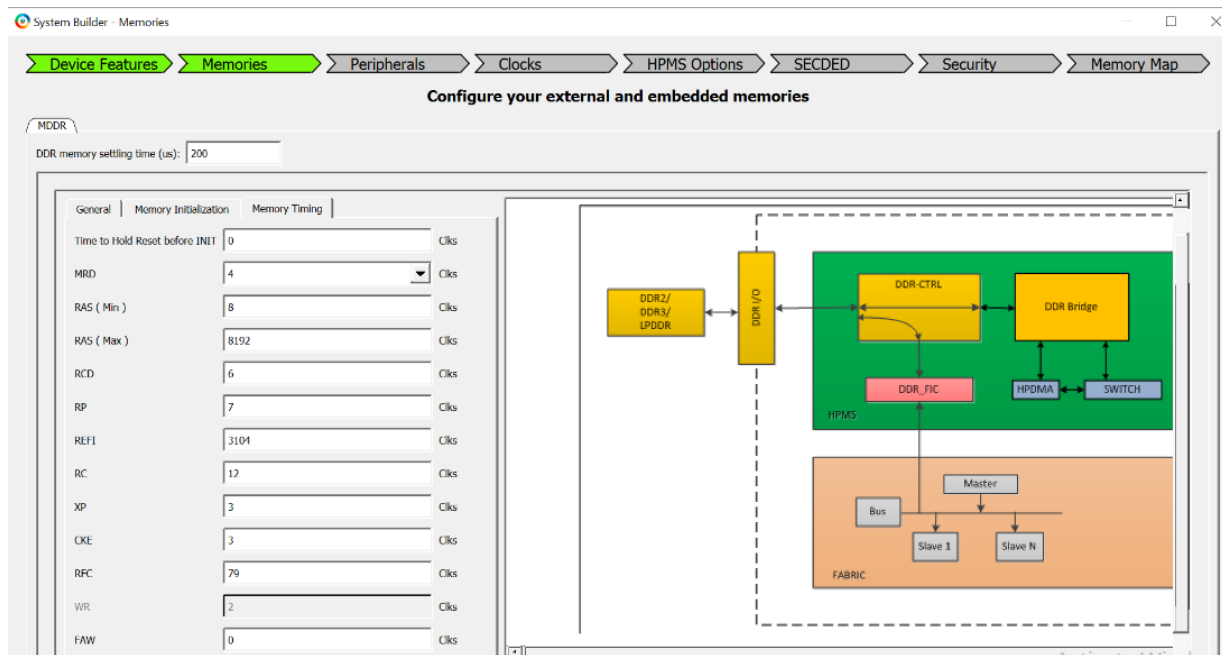 System Builder - Memories
Device Features Memories Peripherals Clocks HPMS Options SECDED Security Memory Map
Configure your external and embedded memories
MDDR
DDR memory settling time (us): 200
General Memory Initialization Memory Timing
Time to Hold Reset before INIT 0 Clks
MRD 4 Clks
RAS ( Min ) 8 Clks
RAS ( Max ) 8192 Clks
RCD 6 Clks
RP 7 Clks
REFI 3104 Clks
RC 12 Clks
XP 3 Clks
CKE 3 Clks
RFC 79 Clks
WR 2 Clks
FAW 0 Clks
DDR2/
DDR3/
LPDDR
DDR I/O
DDR-CTRL
DDR Bridge
DDR_FIC
HPDMA
SWITCH
HPMS
Master
Bus
Slave 1
Slave N
FABRIC